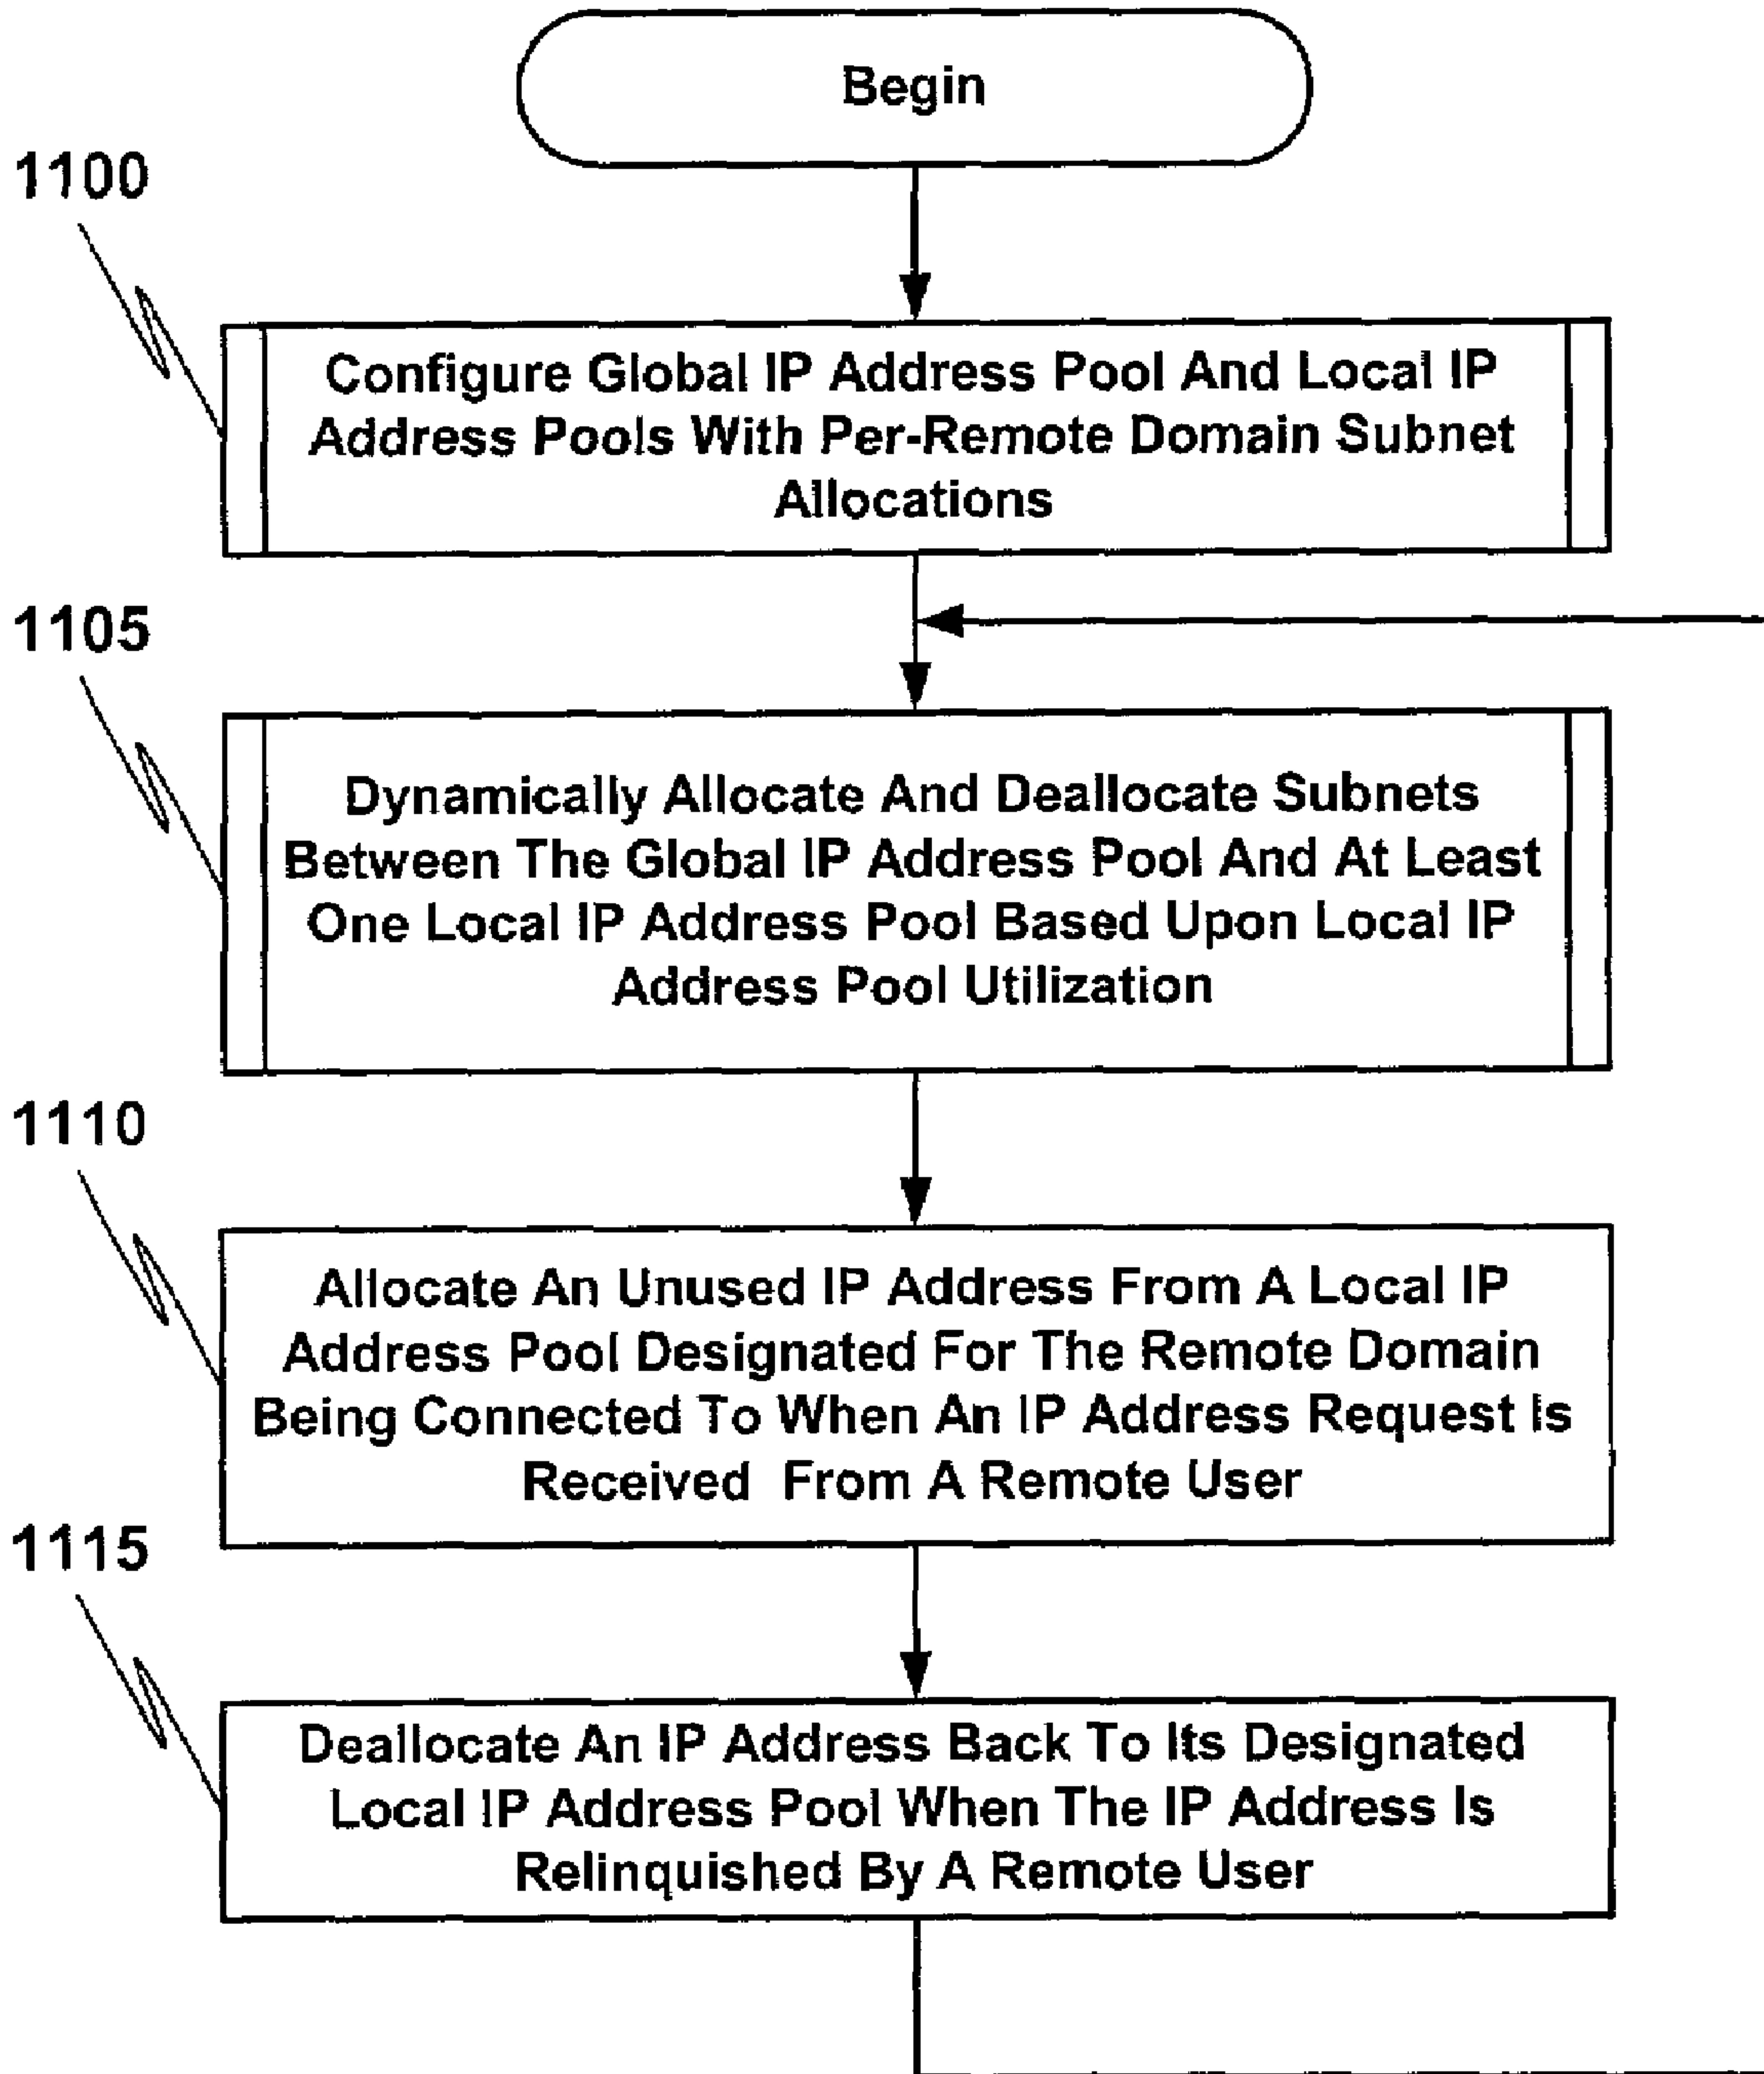 Begin
1100
Configure Global IP Address Pool And Local IP
Address Pools With Per-Remote Domain Subnet
Allocations
1105
Dynamically Allocate And Deallocate Subnets
Between The Global IP Address Pool And At Least
One Local IP Address Pool Based Upon Local IP
Address Pool Utilization
1110
Allocate An Unused IP Address From A Local IP
Address Pool Designated For The Remote Domain
Being Connected To When An IP Address Request Is
Received From A Remote User
1115
Deallocate An IP Address Back To Its Designated
Local IP Address Pool When The IP Address Is
Relinquished By A Remote User